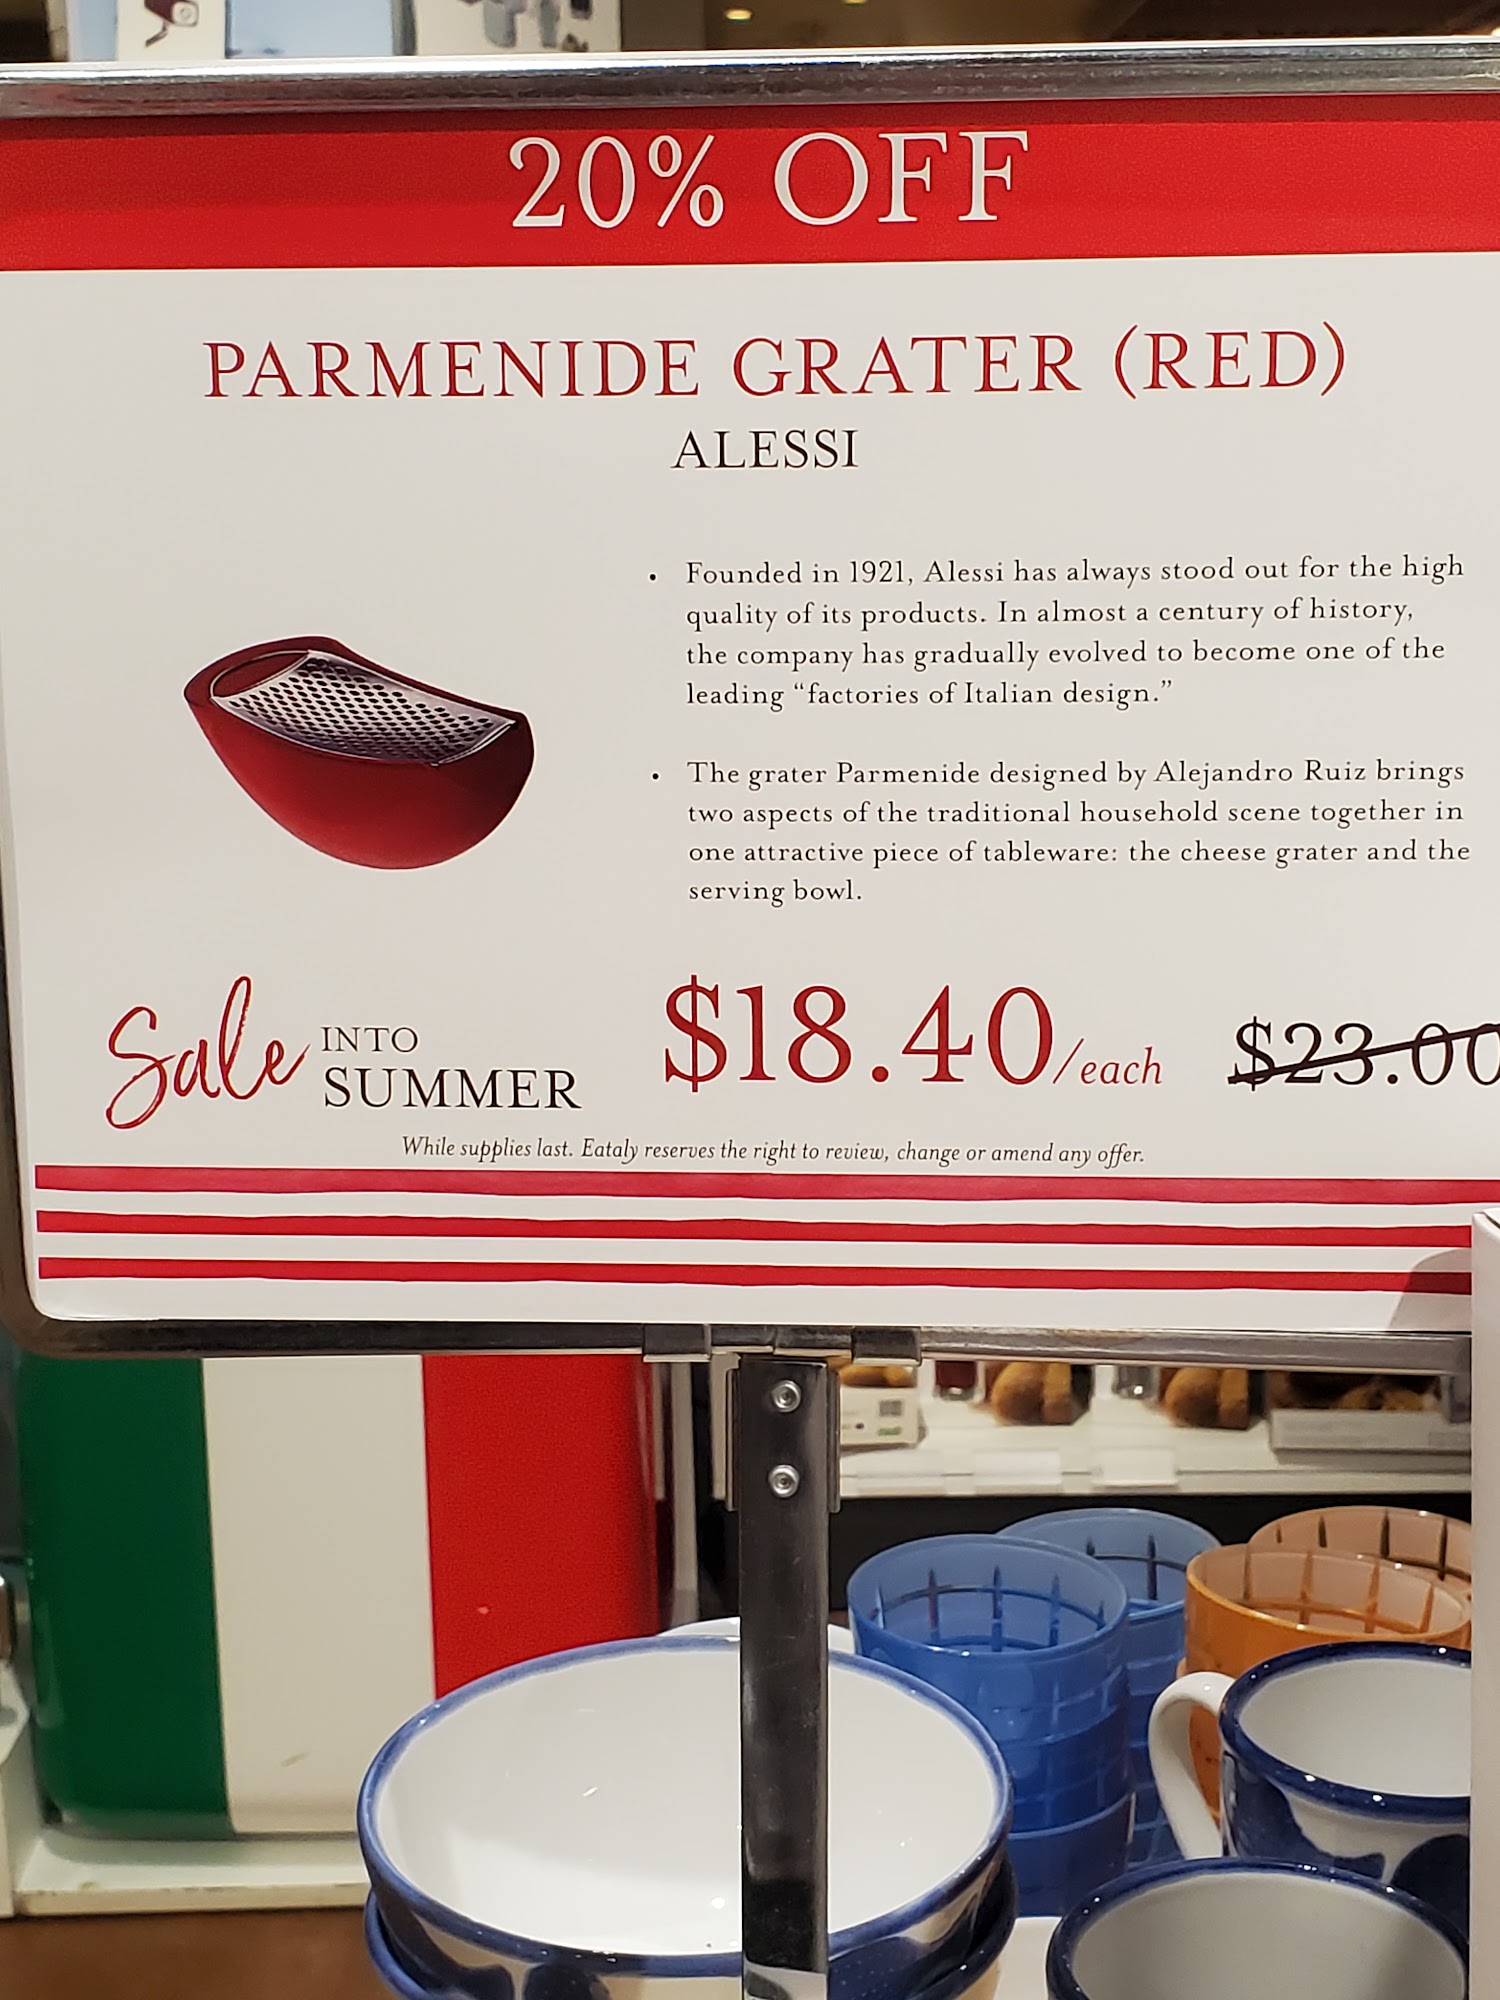 20% OFF
PARMENIDE GRATER (RED)
ALESSI
• Founded in 1921, Alessi has always stood out for the high
quality of its products. In almost a century of history,
the company has gradually evolved to become one of the
leading “factories of Italian design.”
• The grater Parmenide designed by Alejandro Ruiz brings
two aspects of the traditional household scene together in
one attractive piece of tableware: the cheese grater and the
serving bowl.
Sale INTO
SUMMER
$18.40/each $23.00
While supplies last. Eataly reserves the right to review, change or amend any offer.